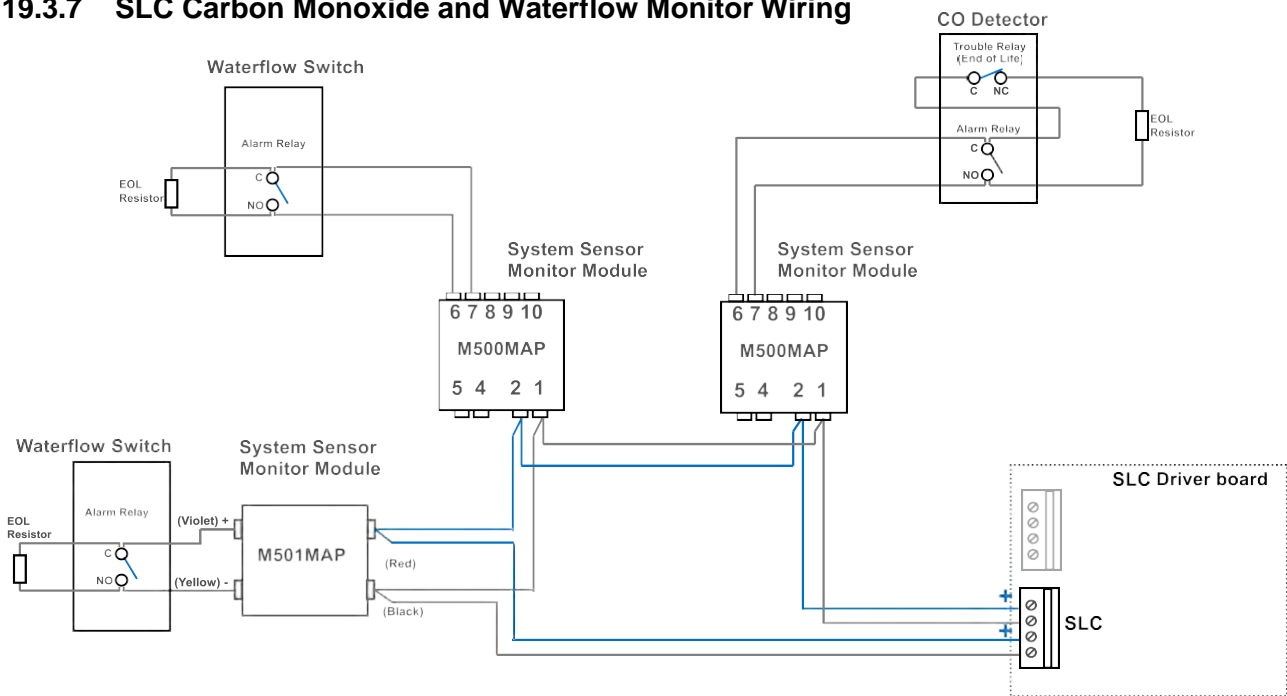 19.3.7 SLC Carbon Monoxide and Waterflow Monitor Wiring
CO Detector
Trouble Relay
(End of Life)
C NC
Waterflow Switch
Alarm Relay
C
NO
EOL
Resistor
Alarm Relay
C
NO
EOL
Resistor
System Sensor
Monitor Module
6 7 8 9 10
M500MAP
5 4 2 1
System Sensor
Monitor Module
6 7 8 9 10
M500MAP
5 4 2 1
Waterflow Switch
Alarm Relay
C
NO
EOL
Resistor
(Violet) +
(Yellow) -
System Sensor
Monitor Module
M501MAP
(Red)
(Black)
SLC Driver board
+
+
SLC